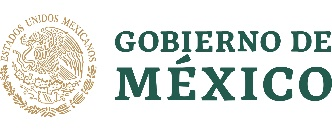 ESTADOS UNIDOS MEXICANOS
GOBIERNO DE
MÉXICO